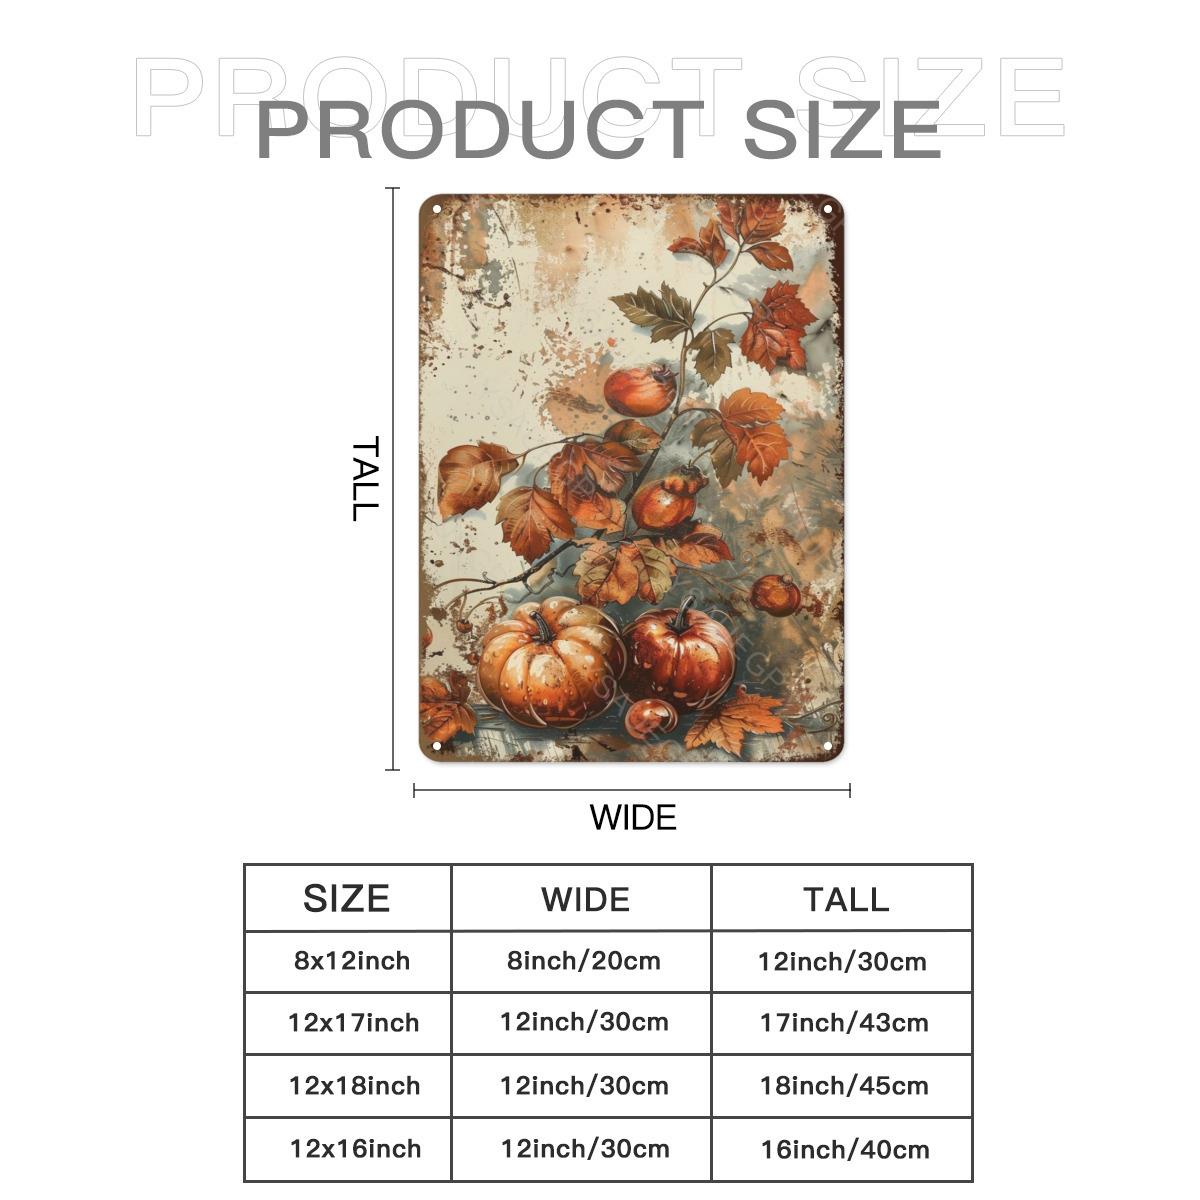 PRODUCT SIZE
PRODUCT SIZE
TALL
WIDE
SIZE WIDE TALL
8x12inch 8inch/20cm 12inch/30cm
12x17inch 12inch/30cm 17inch/43cm
12x18inch 12inch/30cm 18inch/45cm
12x16inch 12inch/30cm 16inch/40cm